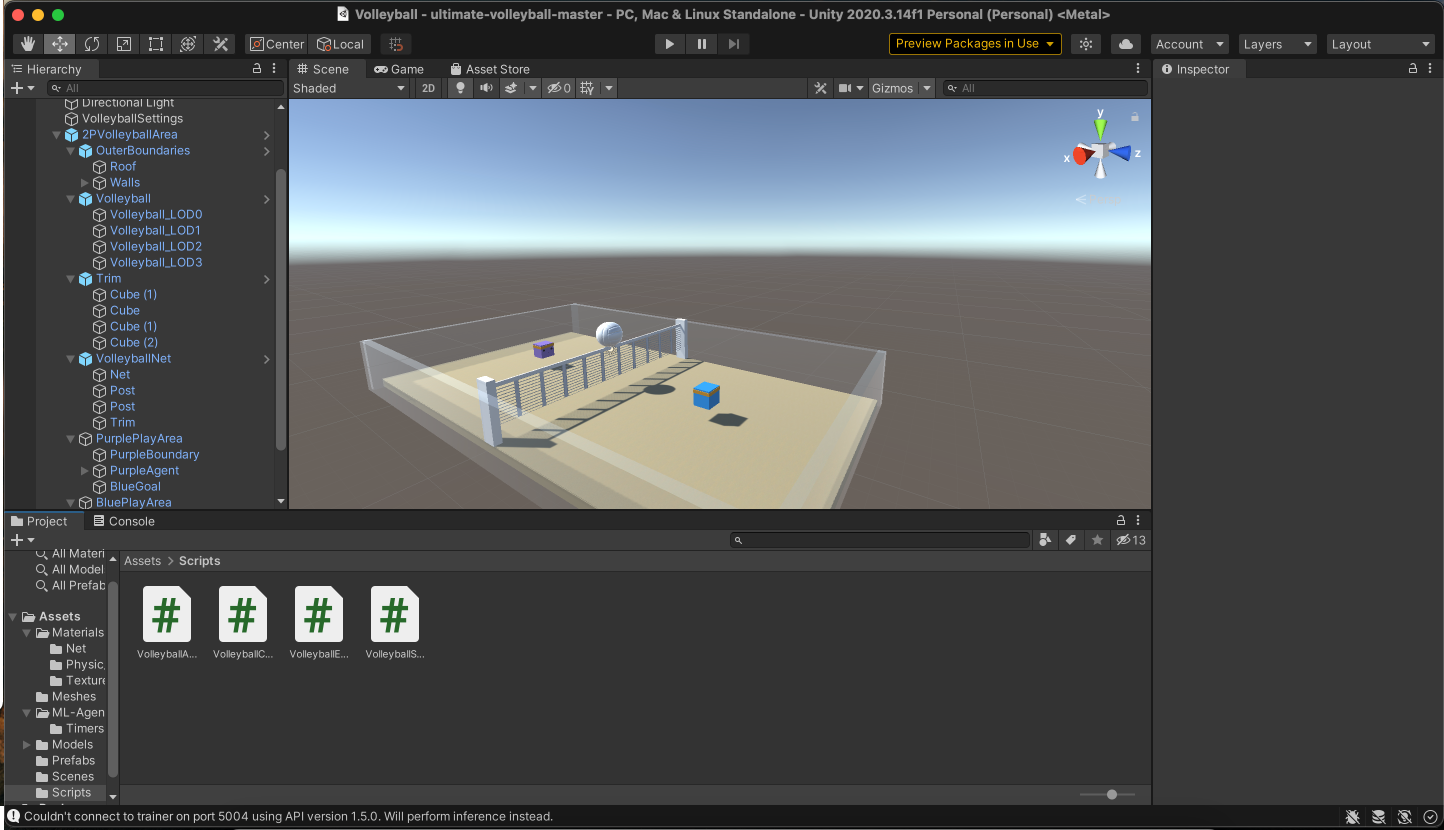 Volleyball - ultimate-volleyball-master - PC, Mac & Linux Standalone - Unity 2020.3.14f1 Personal (Personal) <Metal>
Center Local Preview Packages in Use Account Layers Layout
Hierarchy
All
Directional Light
VolleyballSettings
2PVolleyballArea
OuterBoundaries
Roof
Walls
Volleyball
Volleyball_LOD0
Volleyball_LOD1
Volleyball_LOD2
Volleyball_LOD3
Trim
Cube (1)
Cube
Cube (1)
Cube (2)
VolleyballNet
Net
Post
Post
Trim
PurplePlayArea
PurpleBoundary
PurpleAgent
BlueGoal
BluePlayArea
Scene Game Asset Store
Shaded 2D 0 Gizmos All
y
x z
Inspector
Project Console
13
All Materi
All Model
All Prefab
Assets
Materials
Net
Physic
Texture
Meshes
ML-Agen
Timers
Models
Prefabs
Scenes
Scripts
Assets > Scripts
VolleyballA... VolleyballC... VolleyballE... VolleyballS...
Couldn't connect to trainer on port 5004 using API version 1.5.0. Will perform inference instead.